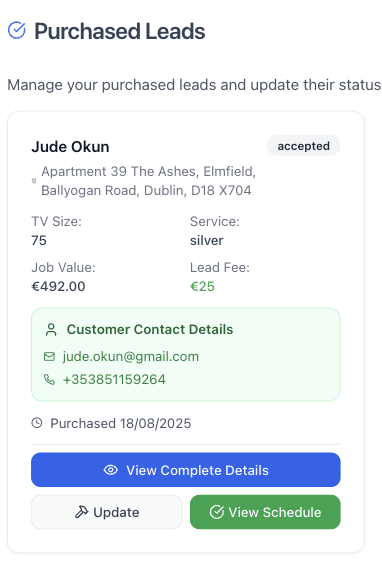 Purchased Leads
Manage your purchased leads and update their status
Jude Okun
accepted
Apartment 39 The Ashes, Elmfield,
Ballyogan Road, Dublin, D18 X704
TV Size: Service:
75 silver
Job Value: Lead Fee:
€492.00 €25
Customer Contact Details
jude.okun@gmail.com
+353851159264
Purchased 18/08/2025
View Complete Details
Update View Schedule